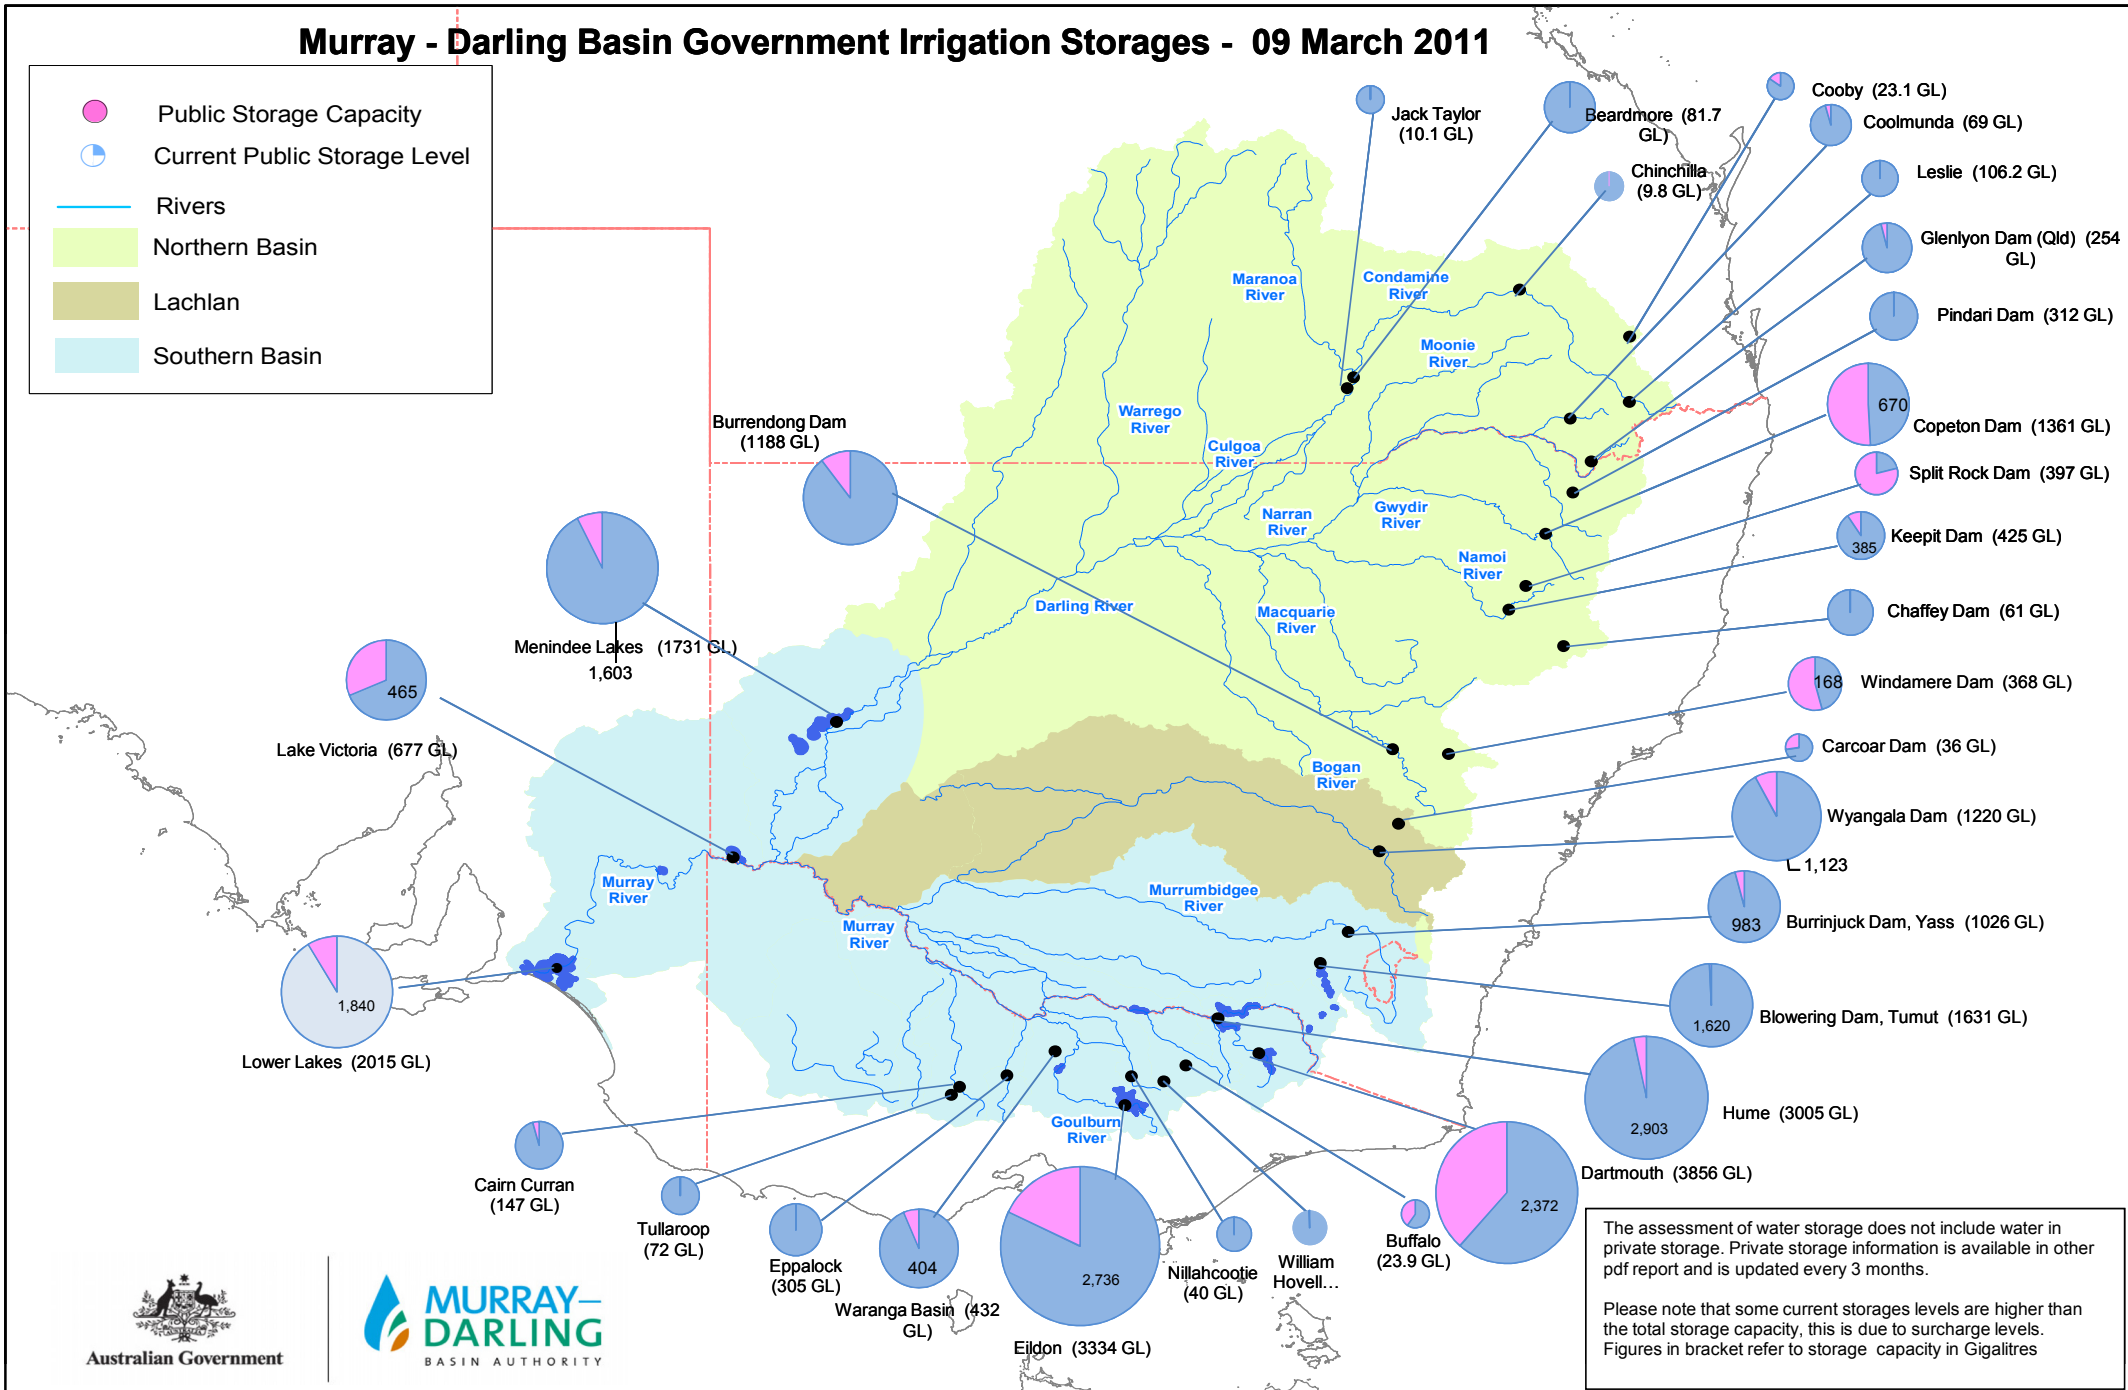 Murray - Darling Basin Government Irrigation Storages - 09 March 2011
Public Storage Capacity
Current Public Storage Level
Rivers
Northern Basin
Lachlan
Southern Basin
Jack Taylor
(10.1 GL)
Beardmore (81.7
GL)
Chinchilla
(9.8 GL)
Cooby (23.1 GL)
Coolmunda (69 GL)
Leslie (106.2 GL)
Glenlyon Dam (Qld) (254
GL)
Pindari Dam (312 GL)
670
Copeton Dam (1361 GL)
Split Rock Dam (397 GL)
385
Keepit Dam (425 GL)
Chaffey Dam (61 GL)
168
Windamere Dam (368 GL)
Carcoar Dam (36 GL)
Wyangala Dam (1220 GL)
1,123
983
Burrinjuck Dam, Yass (1026 GL)
1,620
Blowering Dam, Tumut (1631 GL)
2,903
Hume (3005 GL)
Dartmouth (3856 GL)
2,372
Buffalo
(23.9 GL)
William
Hovell...
Nillahcootie
(40 GL)
2,736
Eildon (3334 GL)
404
Waranga Basin (432
GL)
Eppalock
(305 GL)
Tullaroop
(72 GL)
Cairn Curran
(147 GL)
1,840
Lower Lakes (2015 GL)
465
Lake Victoria (677 GL)
Menindee Lakes (1731 GL)
1,603
Burrendong Dam
(1188 GL)
Maranoa
River
Condamine
River
Moonie
River
Warrego
River
Culgoa
River
Narran
River
Gwydir
River
Namoi
River
Darling River
Macquarie
River
Bogan
River
Murray
River
Murrumbidgee
River
Murray
River
Goulburn
River
The assessment of water storage does not include water in
private storage. Private storage information is available in other
pdf report and is updated every 3 months.
Please note that some current storages levels are higher than
the total storage capacity, this is due to surcharge levels.
Figures in bracket refer to storage capacity in Gigalitres
Australian Government
MURRAY–
DARLING
BASIN AUTHORITY